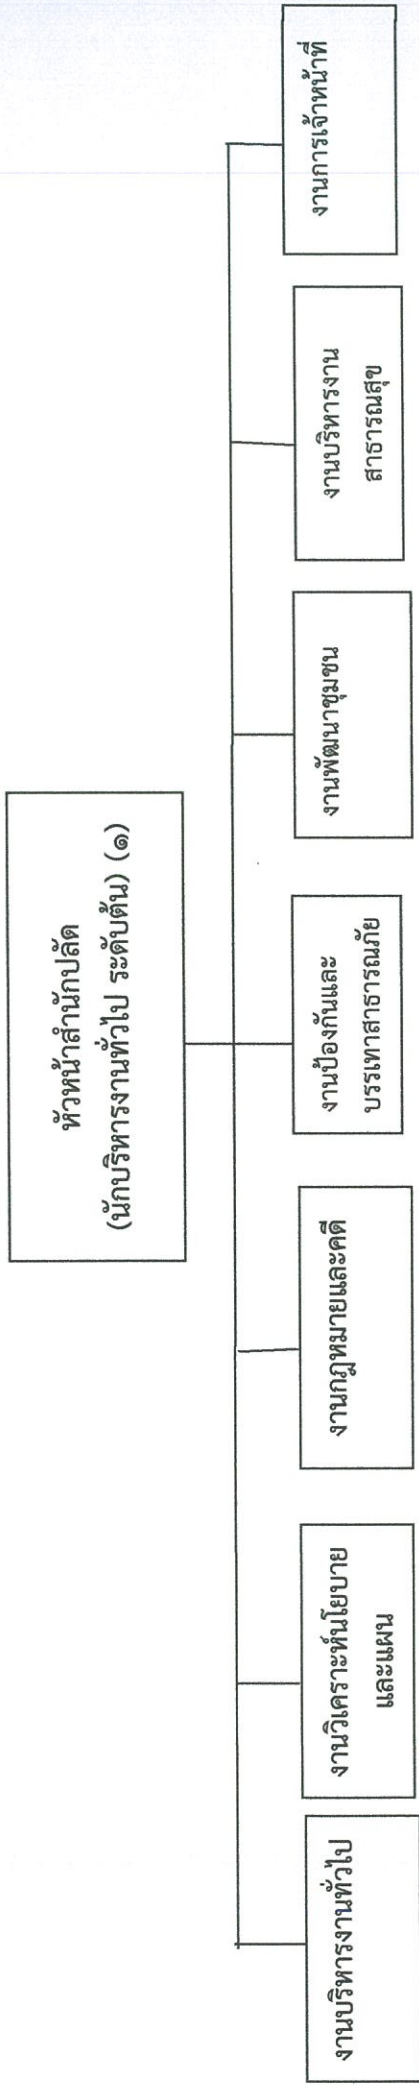 หัวหน้าสำนักปลัด
(นักบริหารงานทั่วไป ระดับต้น) (๑)
งานบริหารงานทั่วไป
งานวิเคราะห์นโยบาย
และแผน
งานกฎหมายและคดี
งานป้องกันและ
บรรเทาสาธารณภัย
งานพัฒนาชุมชน
งานบริหารงาน
สาธารณสุข
งานการเจ้าหน้าที่